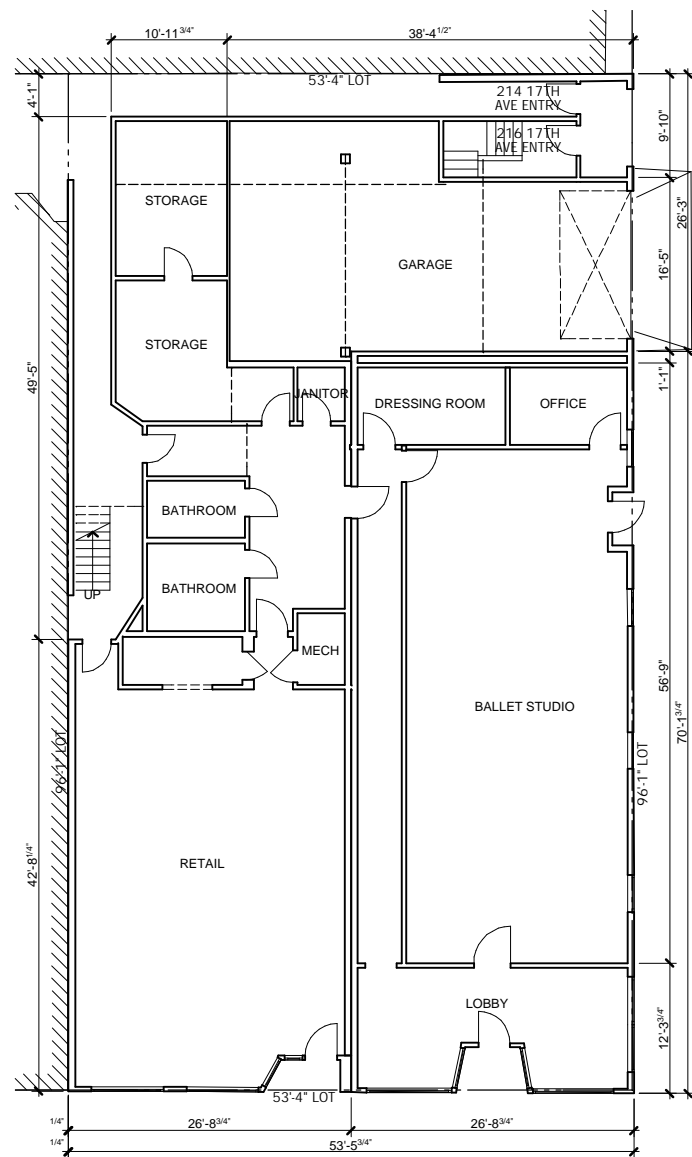 10'-11 3/4"
38'-4 1/2"
53'-4" LOT
4'-1"
214 17TH
AVE ENTRY
216 17TH
AVE ENTRY
9'-10"
STORAGE
26'-3"
GARAGE
16'-5"
STORAGE
49'-5"
JANITOR
DRESSING ROOM
OFFICE
1'-1"
BATHROOM
BATHROOM
UP
MECH
56'-9"
BALLET STUDIO
70'-1 3/4"
96'-1" LOT
96'-1" LOT
RETAIL
42'-8 1/4"
LOBBY
12'-3 3/4"
53'-4" LOT
1/4"
26'-8 3/4"
26'-8 3/4"
1/4"
53'-5 3/4"